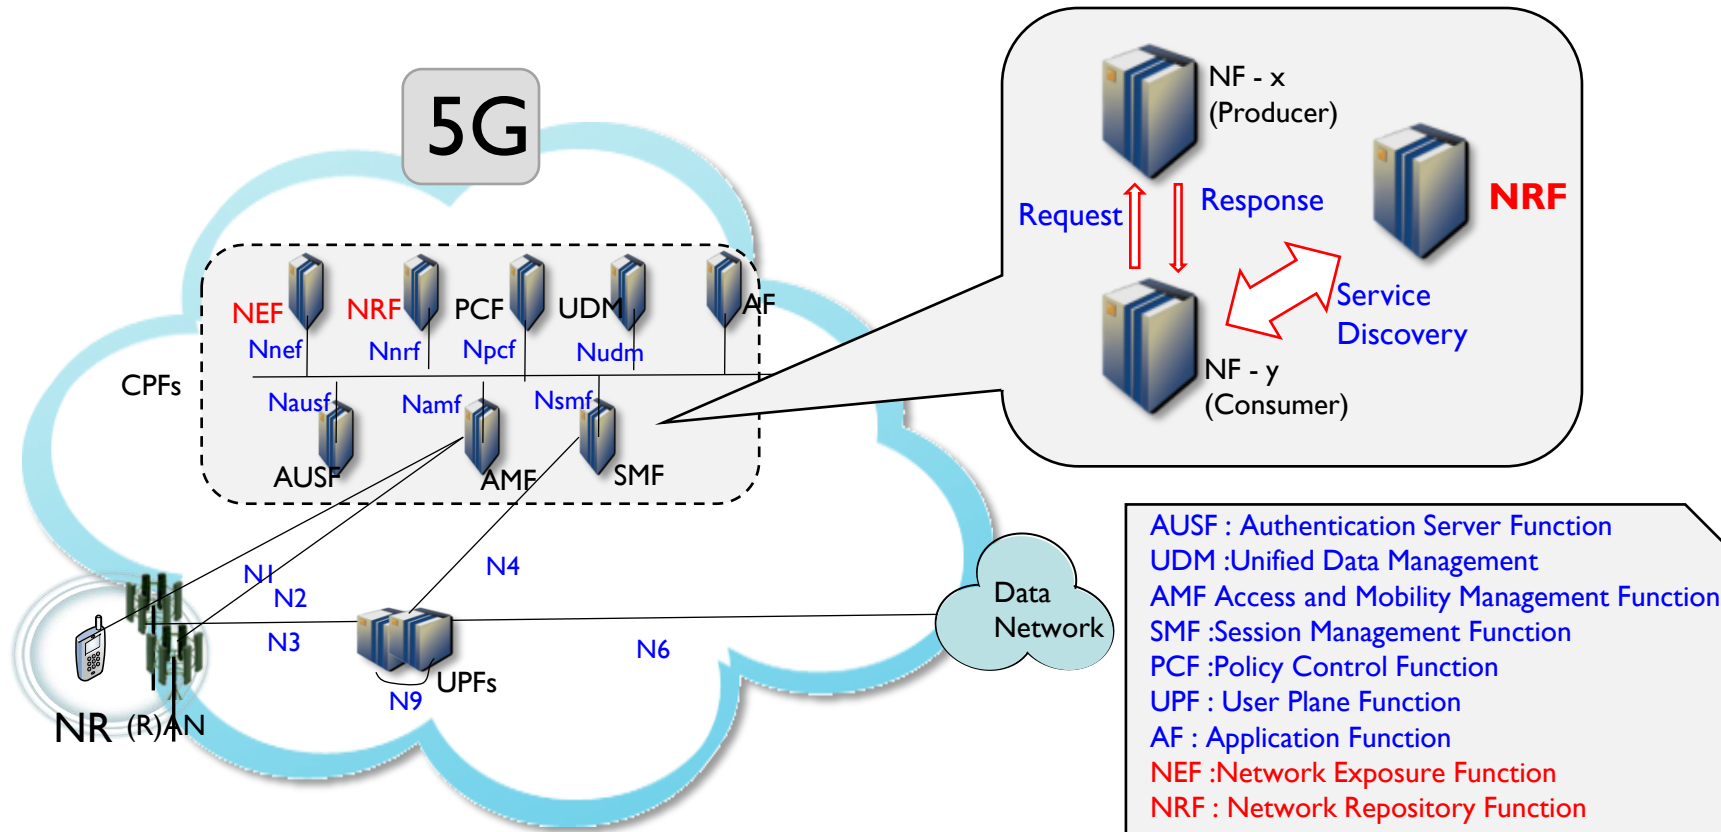 5G
NEF
NRF
PCF
UDM
AF
Nnef
Nnrf
Npcf
Nudm
CPFs
Nausf
Namf
Nsmf
AUSF
AMF
SMF
N1
N2
N4
N3
N6
N9
UPFs
NR
(R)AN
Data
Network
NF - x
(Producer)
NRF
Request
Response
Service
Discovery
NF - y
(Consumer)
AUSF : Authentication Server Function
UDM :Unified Data Management
AMF Access and Mobility Management Function
SMF :Session Management Function
PCF :Policy Control Function
UPF : User Plane Function
AF : Application Function
NEF :Network Exposure Function
NRF : Network Repository Function